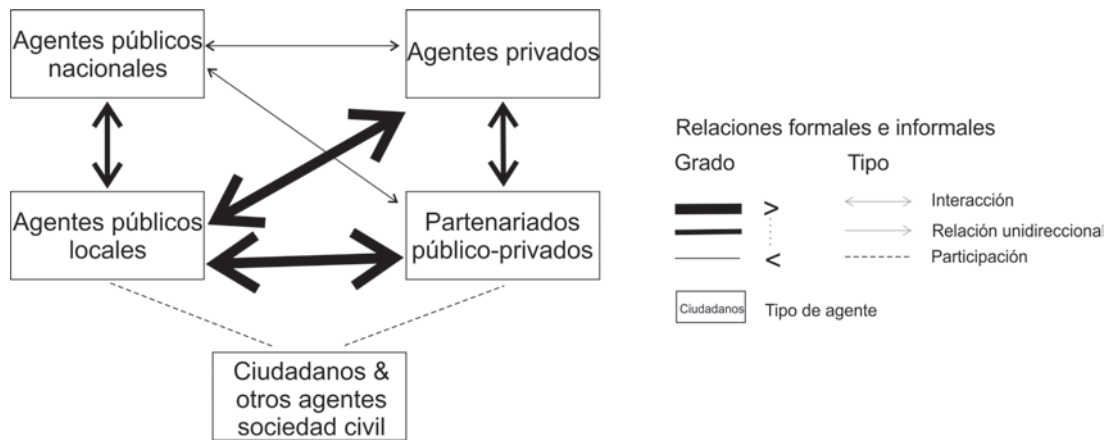 Agentes públicos
nacionales
Agentes privados
Agentes públicos
locales
Partenariados
público-privados
Ciudadanos &
otros agentes
sociedad civil
Relaciones formales e informales
Grado
Tipo
>
<
Interacción
Relación unidireccional
Participación
Ciudadanos
Tipo de agente